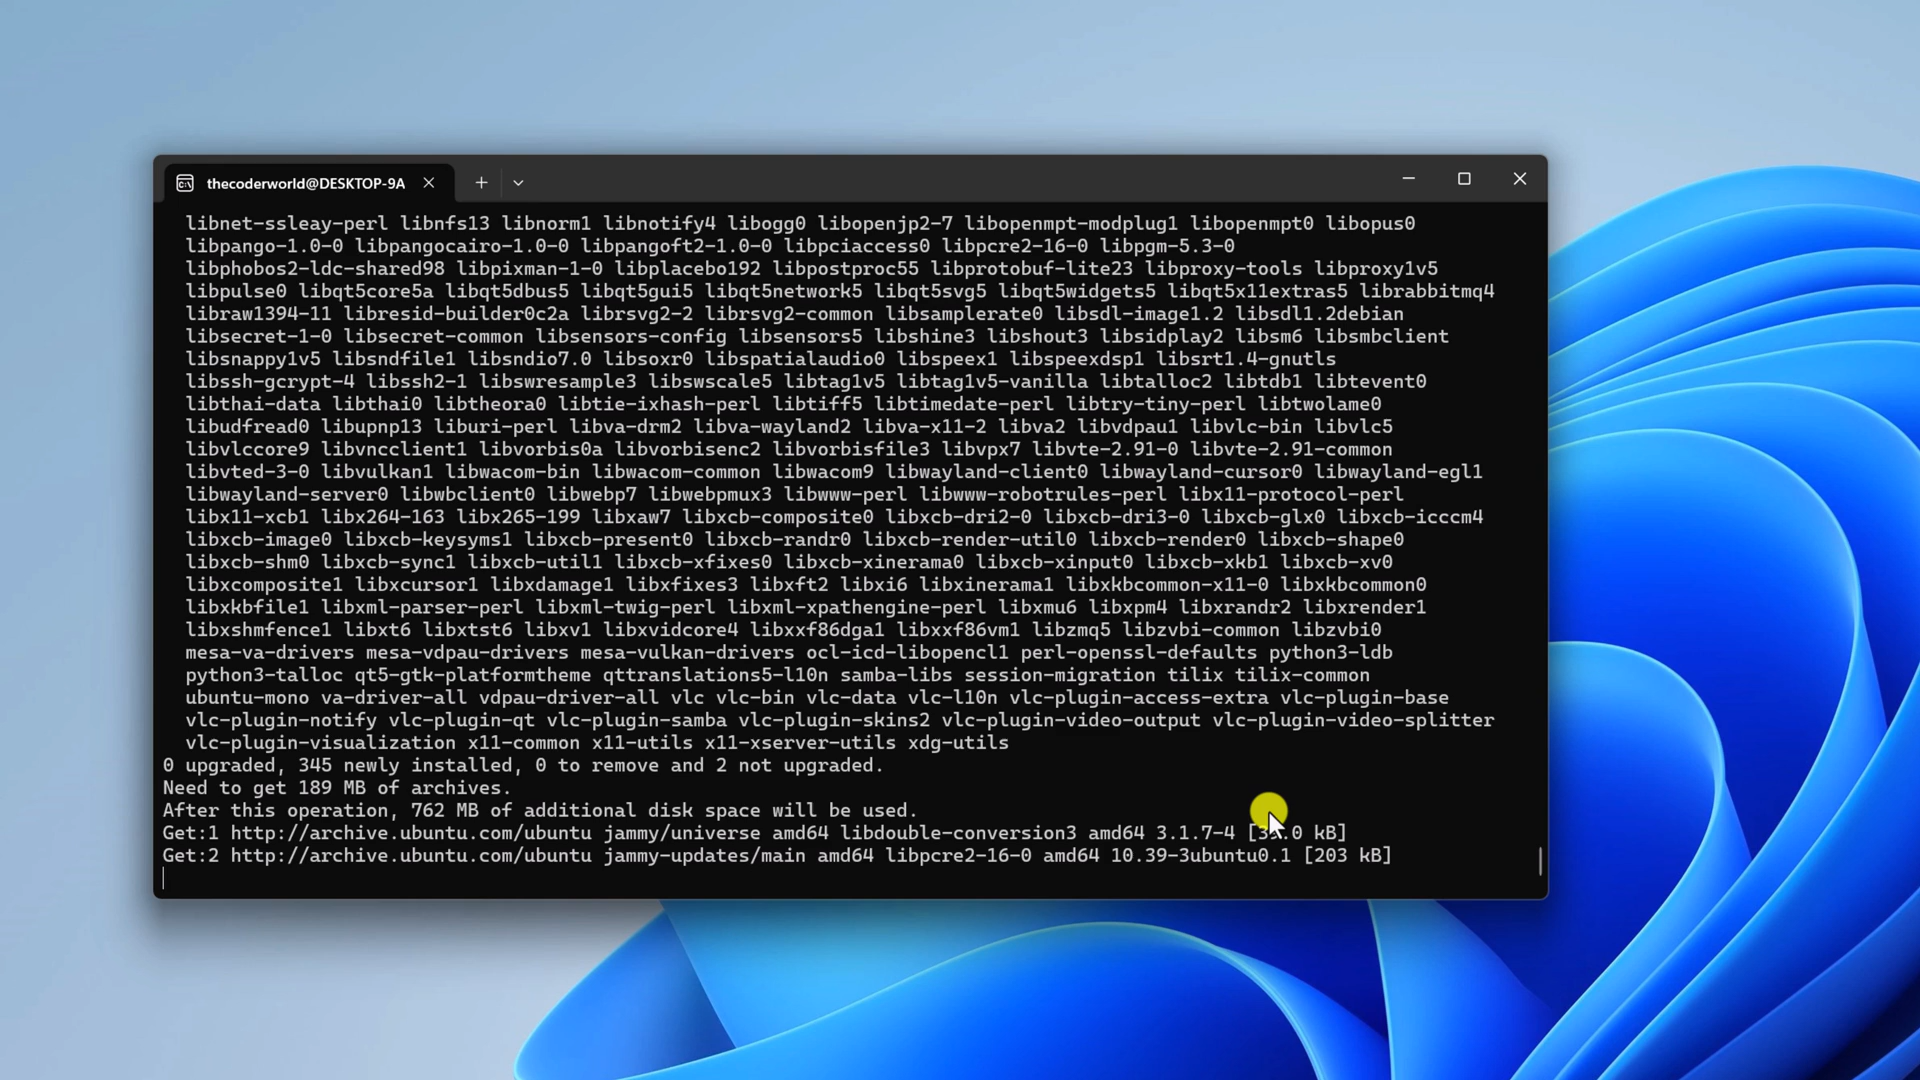 thecoderworld@DESKTOP-9A
libnet-ssleay-perl libnfs13 libnorm1 libnotify4 libogg0 libopenjp2-7 libopenmpt-modplug1 libopenmpt0 libopus0
libpango-1.0-0 libpangocairo-1.0-0 libpangoft2-1.0-0 libpciaccess0 libpcre2-16-0 libpgm-5.3-0
libphobos2-ldc-shared98 libpixman-1-0 libplacebo192 libpostproc55 libprotobuf-lite23 libproxy-tools libproxy1v5
libpulse0 libqt5core5a libqt5dbus5 libqt5gui5 libqt5network5 libqt5svg5 libqt5widgets5 libqt5x11extras5 librabbitmq4
libraw1394-11 libresid-builder0c2a librsvg2-2 librsvg2-common libsamplerate0 libsdl-image1.2 libsdl1.2debian
libsecret-1-0 libsecret-common libsensors-config libsensors5 libshine3 libshout3 libsidplay2 libsm6 libsmbclient
libsnappy1v5 libsndfile1 libsndio7.0 libsoxr0 libspatialaudio0 libspeex1 libspeexdsp1 libsrt1.4-gnutls
libssh-gcrypt-4 libssh2-1 libswresample3 libswscale5 libtag1v5 libtag1v5-vanilla libtalloc2 libtdb1 libtevent0
libthai-data libthai0 libtheora0 libtie-ixhash-perl libtiff5 libtimedate-perl libtry-tiny-perl libtwolame0
libudfread0 libupnp13 liburi-perl libva-drm2 libva-wayland2 libva-x11-2 libva2 libvdpau1 libvlc-bin libvlc5
libvlccore9 libvncclient1 libvorbis0a libvorbisenc2 libvorbisfile3 libvpx7 libvte-2.91-0 libvte-2.91-common
libvted-3-0 libvulkan1 libwacom-bin libwacom-common libwacom9 libwayland-client0 libwayland-cursor0 libwayland-egl1
libwayland-server0 libwbclient0 libwebp7 libwebpmux3 libwww-perl libwww-robotrules-perl libx11-protocol-perl
libx11-xcb1 libx264-163 libx265-199 libxaw7 libxcb-composite0 libxcb-dri2-0 libxcb-dri3-0 libxcb-glx0 libxcb-icccm4
libxcb-image0 libxcb-keysyms1 libxcb-present0 libxcb-randr0 libxcb-render-util0 libxcb-render0 libxcb-shape0
libxcb-shm0 libxcb-sync1 libxcb-util1 libxcb-xfixes0 libxcb-xinerama0 libxcb-xinput0 libxcb-xkb1 libxcb-xv0
libxcomposite1 libxcursor1 libxdamage1 libxfixes3 libxft2 libxi6 libxinerama1 libxkbcommon-x11-0 libxkbcommon0
libxkbfile1 libxml-parser-perl libxml-twig-perl libxml-xpathengine-perl libxmu6 libxpm4 libxrandr2 libxrender1
libxshmfence1 libxt6 libxtst6 libxv1 libxvidcore4 libxxf86dga1 libxxf86vm1 libzmq5 libzvbi-common libzvbi0
mesa-va-drivers mesa-vdpau-drivers mesa-vulkan-drivers ocl-icd-libopencl1 perl-openssl-defaults python3-ldb
python3-talloc qt5-gtk-platformtheme qttranslations5-l10n samba-libs session-migration tilix tilix-common
ubuntu-mono va-driver-all vdpau-driver-all vlc vlc-bin vlc-data vlc-l10n vlc-plugin-access-extra vlc-plugin-base
vlc-plugin-notify vlc-plugin-qt vlc-plugin-samba vlc-plugin-skins2 vlc-plugin-video-output vlc-plugin-video-splitter
vlc-plugin-visualization x11-common x11-utils x11-xserver-utils xdg-utils
0 upgraded, 345 newly installed, 0 to remove and 2 not upgraded.
Need to get 189 MB of archives.
After this operation, 762 MB of additional disk space will be used.
Get:1 http://archive.ubuntu.com/ubuntu jammy/universe amd64 libdouble-conversion3 amd64 3.1.7-4 kB]
Get:2 http://archive.ubuntu.com/ubuntu jammy-updates/main amd64 libpcre2-16-0 amd64 10.39-3ubuntu0.1 [203 kB]